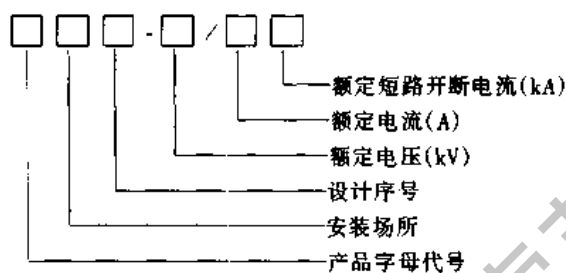 □□□-□/□□
额定短路开断电流(kA)
额定电流(A)
额定电压(kV)
设计序号
安装场所
产品字母代号